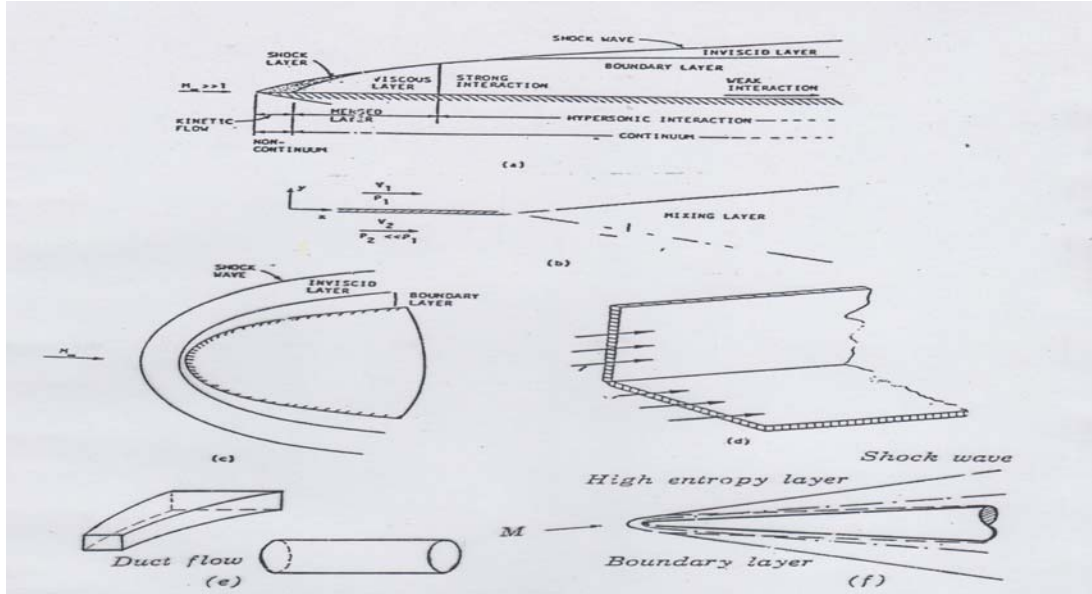 SHOCK WAVE
INVISCID LAYER
SHOCK
LAYER
BOUNDARY LAYER
M∞ >>1
VISCOUS
LAYER
STRONG
INTERACTION
WEAK
INTERACTION
KINETIC
FLOW
MERGED
LAYER
HYPERSONIC INTERACTION
CONTINUUM
NON-
CONTINUUM
(a)
y
x
V1
P1
V2
P2 <<P1
MIXING LAYER
(b)
SHOCK
WAVE
INVISCID
LAYER
BOUNDARY
LAYER
M∞
(c)
(d)
Shock wave
High entropy layer
M
Duct flow
(e)
Boundary layer
(f)